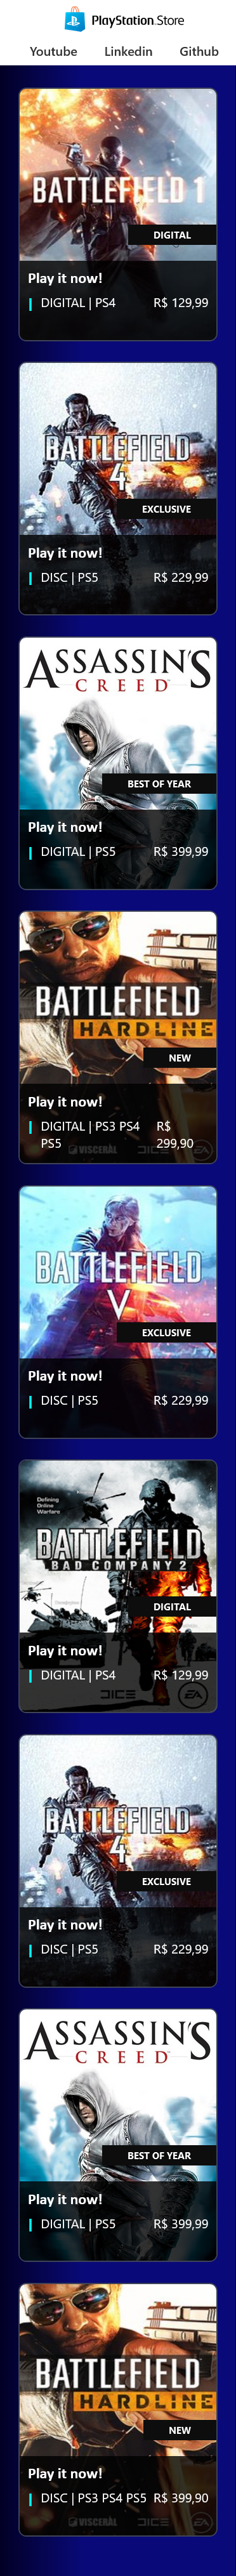 PlayStation.Store
Youtube Linkedin Github
BATTLEFIELD 1
DIGITAL
Play it now!
DIGITAL | PS4 R$ 129,99
BATTLEFIELD
4
EXCLUSIVE
Play it now!
DISC | PS5 R$ 229,99
ASSASSIN'S
CREED
BEST OF YEAR
Play it now!
DIGITAL | PS5 R$ 399,99
BATTLEFIELD
HARDLINE
NEW
Play it now!
DIGITAL | PS3 PS4 R$
PS5 299,90
VISCERAL DICE EA
BATTLEFIELD
V
EXCLUSIVE
Play it now!
DISC | PS5 R$ 229,99
Defining
Online
Warfare
BATTLEFIELD
BAD COMPANY 2
DIGITAL
Play it now!
DIGITAL | PS4 R$ 129,99
DICE EA
BATTLEFIELD
4
EXCLUSIVE
Play it now!
DISC | PS5 R$ 229,99
ASSASSIN'S
CREED
BEST OF YEAR
Play it now!
DIGITAL | PS5 R$ 399,99
BATTLEFIELD
HARDLINE
NEW
Play it now!
DISC | PS3 PS4 PS5 R$ 399,90
VISCERAL DICE EA